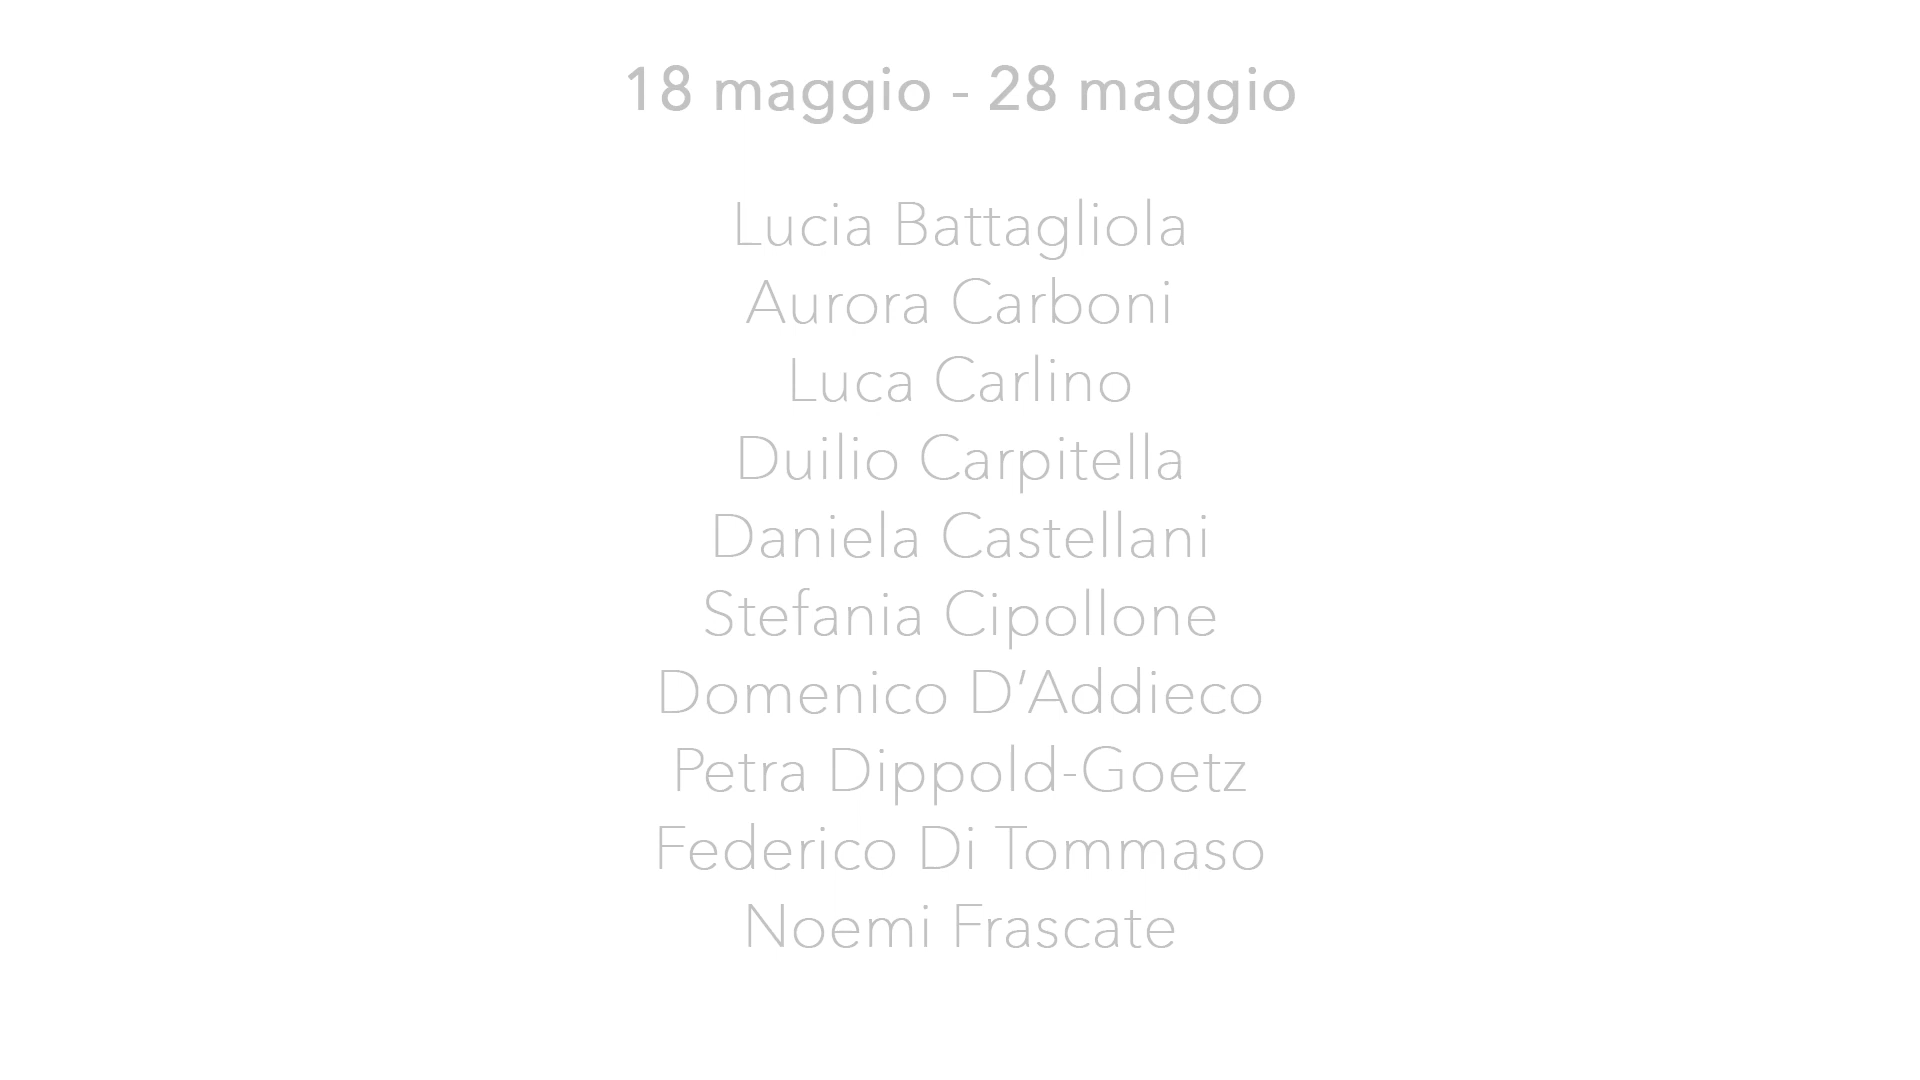 18 maggio - 28 maggio
Lucia Battagliola
Aurora Carboni
Luca Carlino
Duilio Carpitella
Daniela Castellani
Stefania Cipollone
Domenico D’Addieco
Petra Dippold-Goetz
Federico Di Tommaso
Noemi Frascate